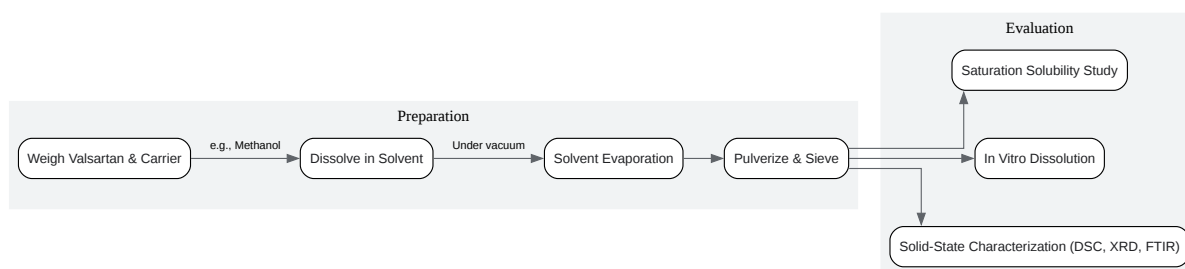 Preparation
Weigh Valsartan & Carrier
e.g., Methanol
Dissolve in Solvent
Under vacuum
Solvent Evaporation
Pulverize & Sieve
Evaluation
Saturation Solubility Study
In Vitro Dissolution
Solid-State Characterization (DSC, XRD, FTIR)